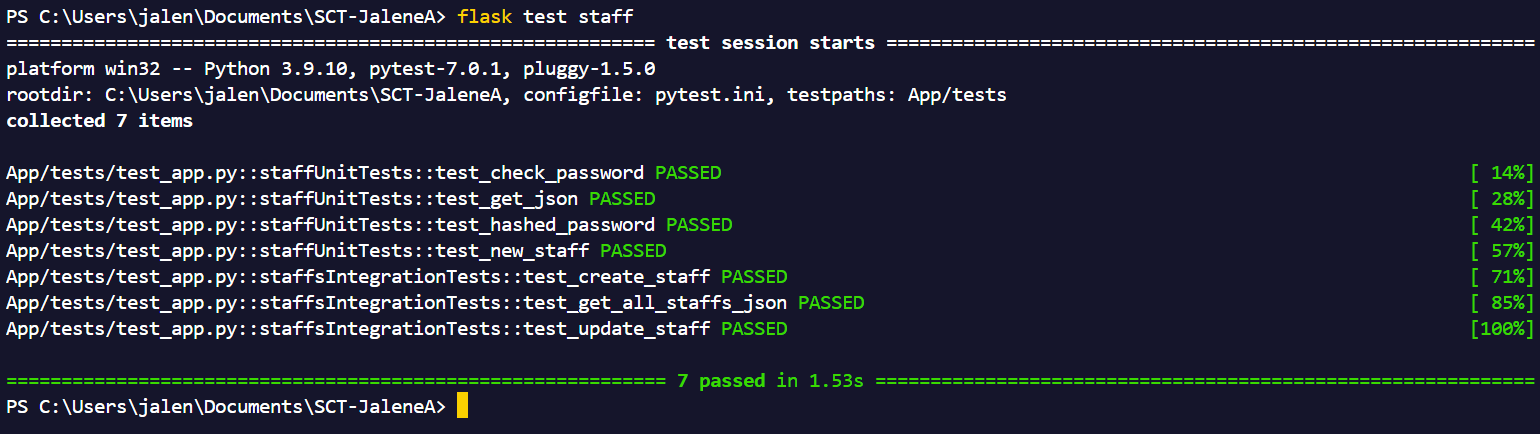 PS C:\Users\jalen\Documents\SCT-JaleneA> flask test staff
=========================================================== test session starts ===========================================================
platform win32 -- Python 3.9.10, pytest-7.0.1, pluggy-1.5.0
rootdir: C:\Users\jalen\Documents\SCT-JaleneA, configfile: pytest.ini, testpaths: App/tests
collected 7 items
App/tests/test_app.py::staffUnitTests::test_check_password PASSED [ 14%]
App/tests/test_app.py::staffUnitTests::test_get_json PASSED [ 28%]
App/tests/test_app.py::staffUnitTests::test_hashed_password PASSED [ 42%]
App/tests/test_app.py::staffUnitTests::test_new_staff PASSED [ 57%]
App/tests/test_app.py::staffsIntegrationTests::test_create_staff PASSED [ 71%]
App/tests/test_app.py::staffsIntegrationTests::test_get_all_staffs_json PASSED [ 85%]
App/tests/test_app.py::staffsIntegrationTests::test_update_staff PASSED [100%]
============================================================ 7 passed in 1.53s ============================================================
PS C:\Users\jalen\Documents\SCT-JaleneA>